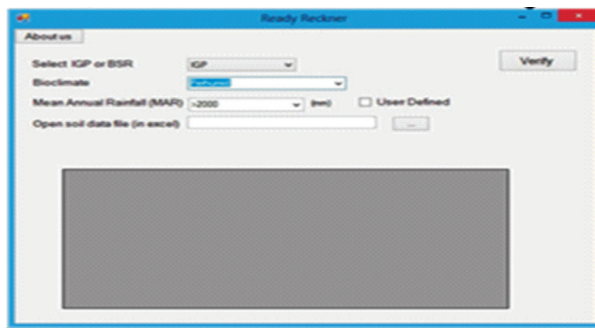 Ready Reckner
About us
Select IGP or BSR IGP Verify
Bioclimate Perhumid
Mean Annual Rainfall (MAR) >2000 (mm) User Defined
Open soil data file (in excel) ...